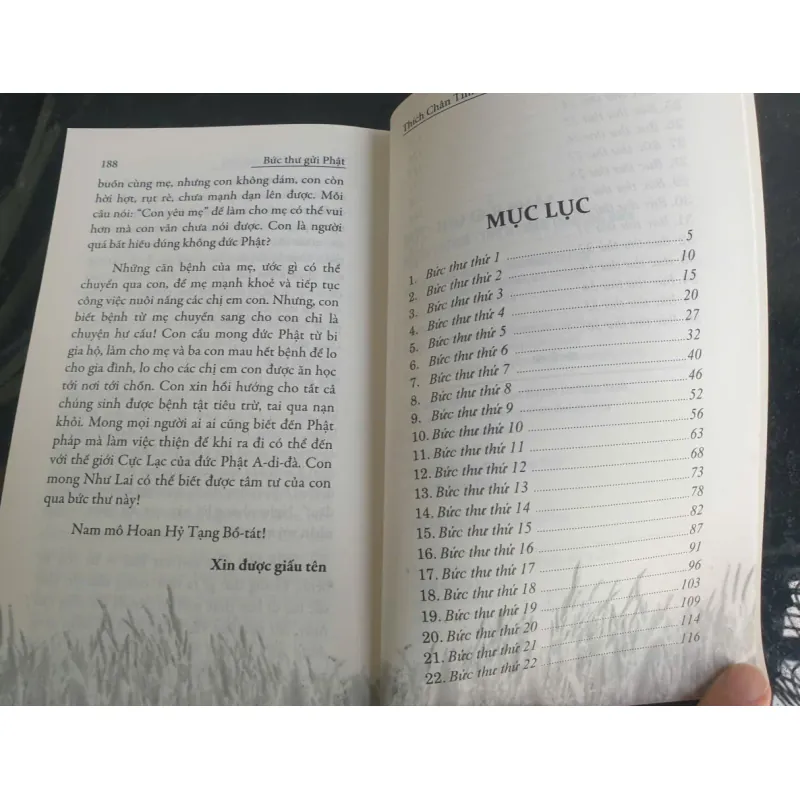 188 Bức thư gửi Phật
buồn cùng mẹ, nhưng con không dám, con còn
hời hợt, rụt rè, chưa mạnh dạn lên được. Mỗi
câu nói: “Con yêu mẹ” để làm cho mẹ có thể vui
hơn mà con vẫn chưa nói được. Con là người
quá bất hiếu đúng không đức Phật?
Những căn bệnh của mẹ, ước gì có thể
chuyển qua con, để mẹ mạnh khoẻ và tiếp tục
công việc nuôi nấng các chị em con. Nhưng, con
biết bệnh từ mẹ chuyển sang cho con chỉ là
chuyện hư cấu! Con cầu mong đức Phật từ bi
gia hộ, làm cho mẹ và ba con mau hết bệnh để lo
cho gia đình, lo cho các chị em con được ăn học
tới nơi tới chốn. Con xin hồi hướng cho tất cả
chúng sinh được bệnh tật tiêu trừ, tai qua nạn
khỏi. Mong mọi người ai ai cũng biết đến Phật
pháp mà làm việc thiện để khi ra đi có thể đến
với thế giới Cực Lạc của đức Phật A-di-đà. Con
mong Như Lai có thể biết được tâm tư của con
qua bức thư này!
Nam mô Hoan Hỷ Tạng Bồ-tát!
Xin được giấu tên
Thích Chân
MỤC LỤC
1. Bức thư thứ 1 5
2. Bức thư thứ 2 10
3. Bức thư thứ 3 15
4. Bức thư thứ 4 20
5. Bức thư thứ 5 27
6. Bức thư thứ 6 32
7. Bức thư thứ 7 40
8. Bức thư thứ 8 46
9. Bức thư thứ 9 52
10. Bức thư thứ 10 56
11. Bức thư thứ 11 63
12. Bức thư thứ 12 68
13. Bức thư thứ 13 73
14. Bức thư thứ 14 78
15. Bức thư thứ 15 82
16. Bức thư thứ 16 87
17. Bức thư thứ 17 91
18. Bức thư thứ 18 96
19. Bức thư thứ 19 103
20. Bức thư thứ 20 109
21. Bức thư thứ 21 114
22. Bức thư thứ 22 116